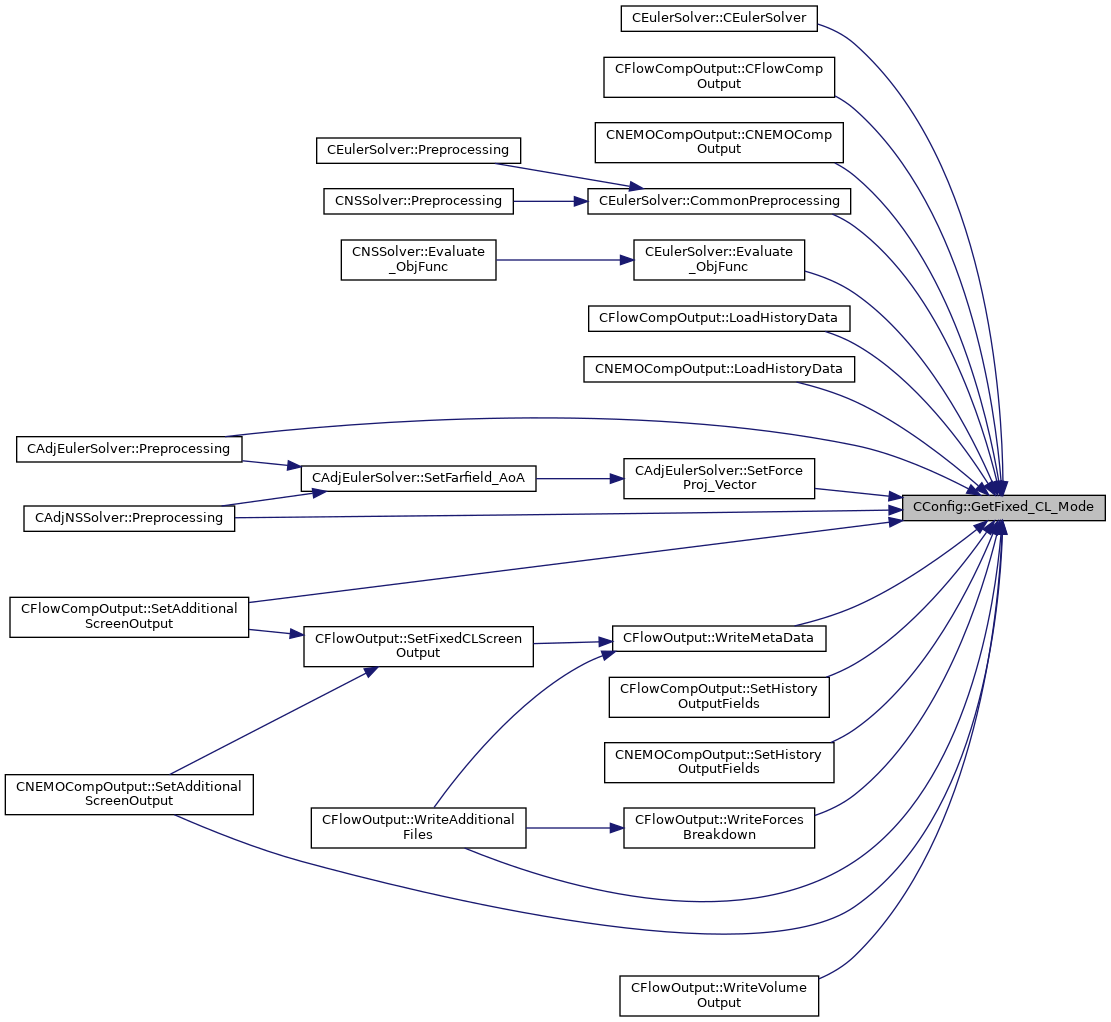 CEulerSolver::CEulerSolver
CFlowCompOutput::CFlowComp
Output
CNEMOCompOutput::CNEMOComp
Output
CEulerSolver::Preprocessing
CNSSolver::Preprocessing
CEulerSolver::CommonPreprocessing
CNSSolver::Evaluate
_ObjFunc
CEulerSolver::Evaluate
_ObjFunc
CFlowCompOutput::LoadHistoryData
CNEMOCompOutput::LoadHistoryData
CAdjEulerSolver::Preprocessing
CAdjEulerSolver::SetFarfield_AoA
CAdjEulerSolver::SetForce
Proj_Vector
CAdjNSSolver::Preprocessing
CConfig::GetFixed_CL_Mode
CFlowCompOutput::SetAdditional
ScreenOutput
CFlowOutput::SetFixedCLScreen
Output
CFlowOutput::WriteMetaData
CFlowCompOutput::SetHistory
OutputFields
CNEMOCompOutput::SetHistory
OutputFields
CNEMOCompOutput::SetAdditional
ScreenOutput
CFlowOutput::WriteAdditional
Files
CFlowOutput::WriteForces
Breakdown
CFlowOutput::WriteVolume
Output